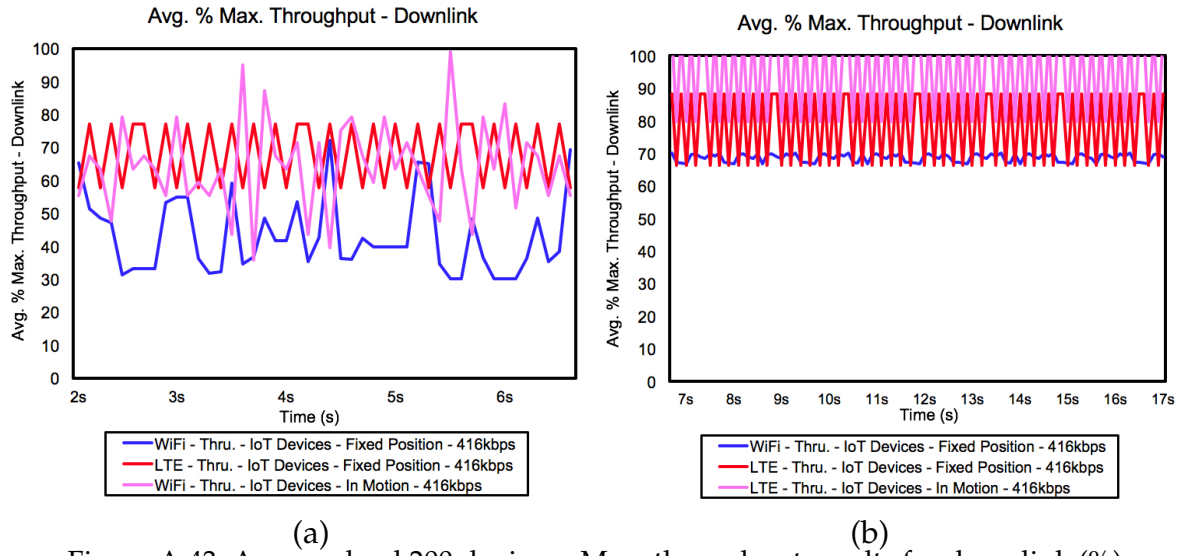 Avg. % Max. Throughput - Downlink
Avg. % Max. Throughput - Downlink
100
90
80
70
60
50
40
30
20
10
0
2s 3s 4s 5s 6s
Time (s)
WiFi - Thru. - IoT Devices - Fixed Position - 416kbps
LTE - Thru. - IoT Devices - Fixed Position - 416kbps
WiFi - Thru. - IoT Devices - In Motion - 416kbps
(a)
Avg. % Max. Throughput - Downlink
Avg. % Max. Throughput - Downlink
100
90
80
70
60
50
40
30
20
10
0
7s 8s 9s 10s 11s 12s 13s 14s 15s 16s 17s
Time (s)
WiFi - Thru. - IoT Devices - Fixed Position - 416kbps
LTE - Thru. - IoT Devices - Fixed Position - 416kbps
LTE - Thru. - IoT Devices - In Motion - 416kbps
(b)